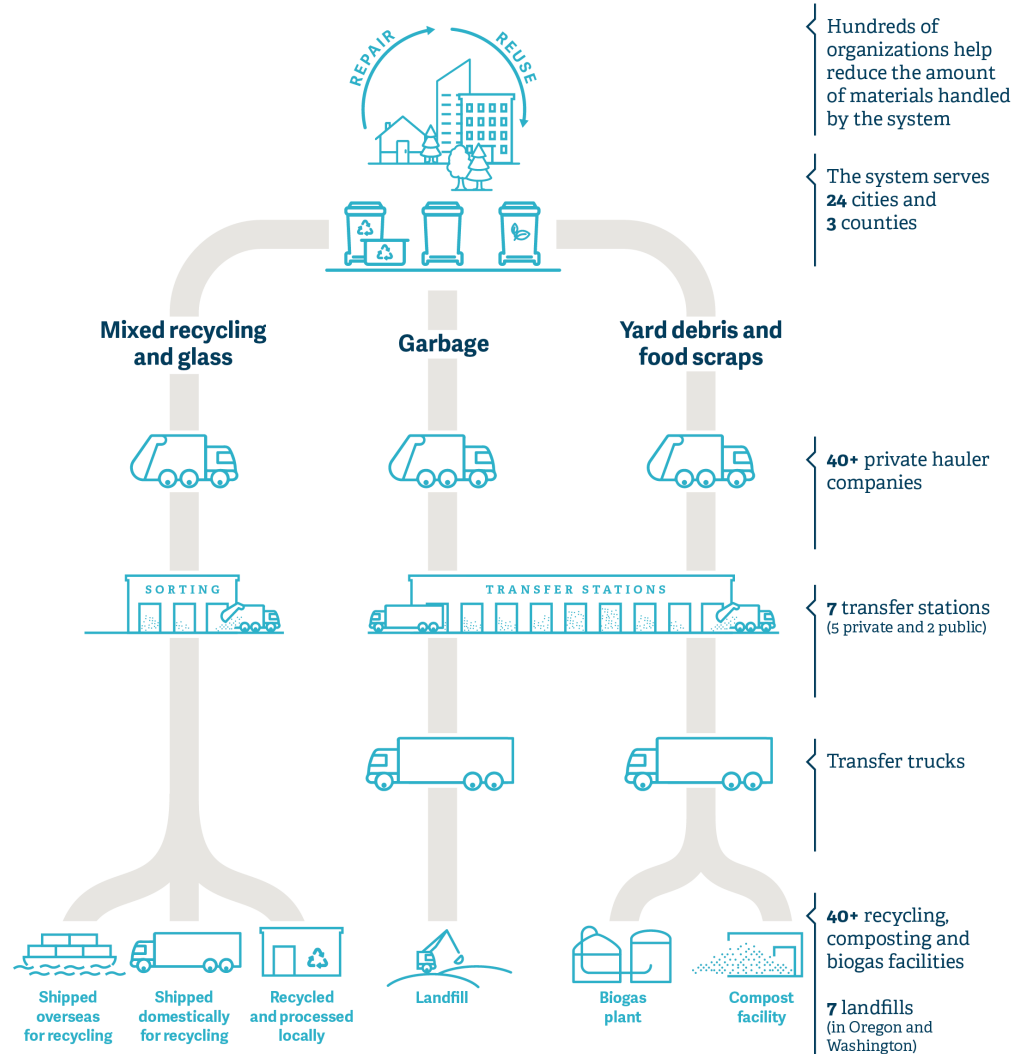 REPAIR
REUSE
Hundreds of
organizations help
reduce the amount
of materials handled
by the system
The system serves
24 cities and
3 counties
Mixed recycling
and glass
Garbage
Yard debris and
food scraps
40+ private hauler
companies
SORTING
TRANSFER STATIONS
7 transfer stations
(5 private and 2 public)
Transfer trucks
40+ recycling,
composting and
biogas facilities
Shipped
overseas
for recycling
Shipped
domestically
for recycling
Recycled
and processed
locally
Landfill
Biogas
plant
Compost
facility
7 landfills
(in Oregon and
Washington)